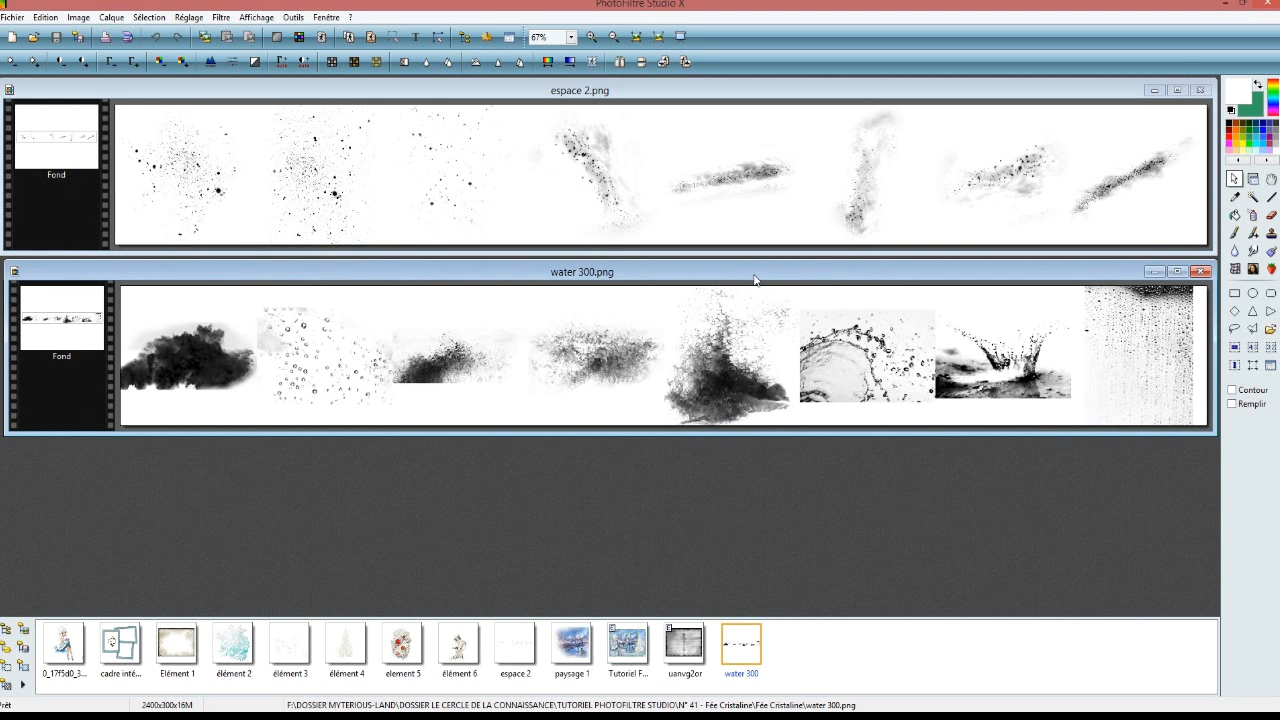 PhotoFiltre Studio X
Fichier Edition Image Calque Sélection Réglage Filtre Affichage Outils Fenêtre ?
67%
espace 2.png
Fond
water 300.png
Fond
Contour
Remplir
0_17f5d0_3... cadre inté... Elément 1 élément 2 élément 3 élément 4 element 5 élément 6 espace 2 paysage 1 Tutoriel F... uanvg2or water 300
Prêt 2400x300x16M F:\DOSSIER MYTERIOUS-LAND\DOSSIER LE CERCLE DE LA CONNAISSANCE\TUTORIEL PHOTOFILTRE STUDIO\N° 41 - Fée Cristaline\Fée Cristaline\water 300.png